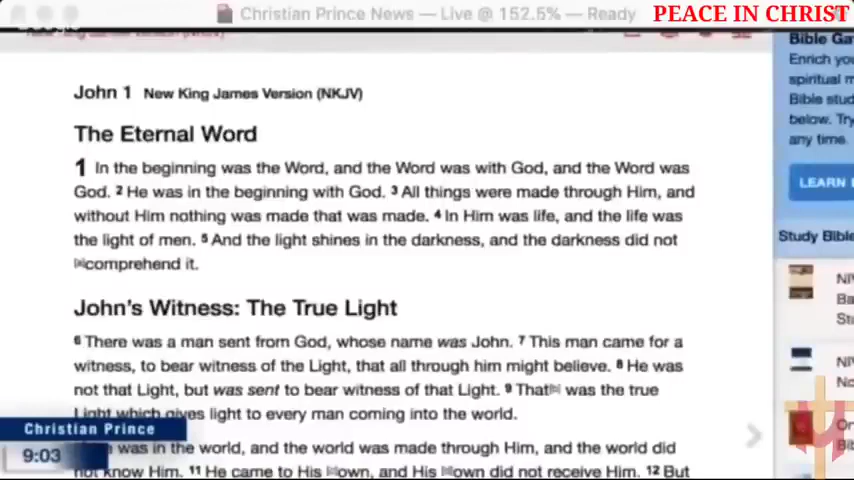 Christian Prince News — Live @ 152.5% — Ready
PEACE IN CHRIST
John 1 New King James Version (NKJV)
The Eternal Word
1 In the beginning was the Word, and the Word was with God, and the Word was
God. 2 He was in the beginning with God. 3 All things were made through Him, and
without Him nothing was made that was made. 4 In Him was life, and the life was
the light of men. 5 And the light shines in the darkness, and the darkness did not
comprehend it.
John's Witness: The True Light
6 There was a man sent from God, whose name was John. 7 This man came for a
witness, to bear witness of the Light, that all through him might believe. 8 He was
not that Light, but was sent to bear witness of that Light. 9 That was the true
Light which gives light to every man coming into the world.
was in the world, and the world was made through Him, and the world did
not know Him. 11 He came to His own, and His own did not receive Him. 12 But
Christian Prince
9:03
Bible Ga
Enrich you
spiritual m
Bible stud
below. Try
any time.
LEARN
Study Bible
NIV
Ba
Stu
NIV
No
On
Bib